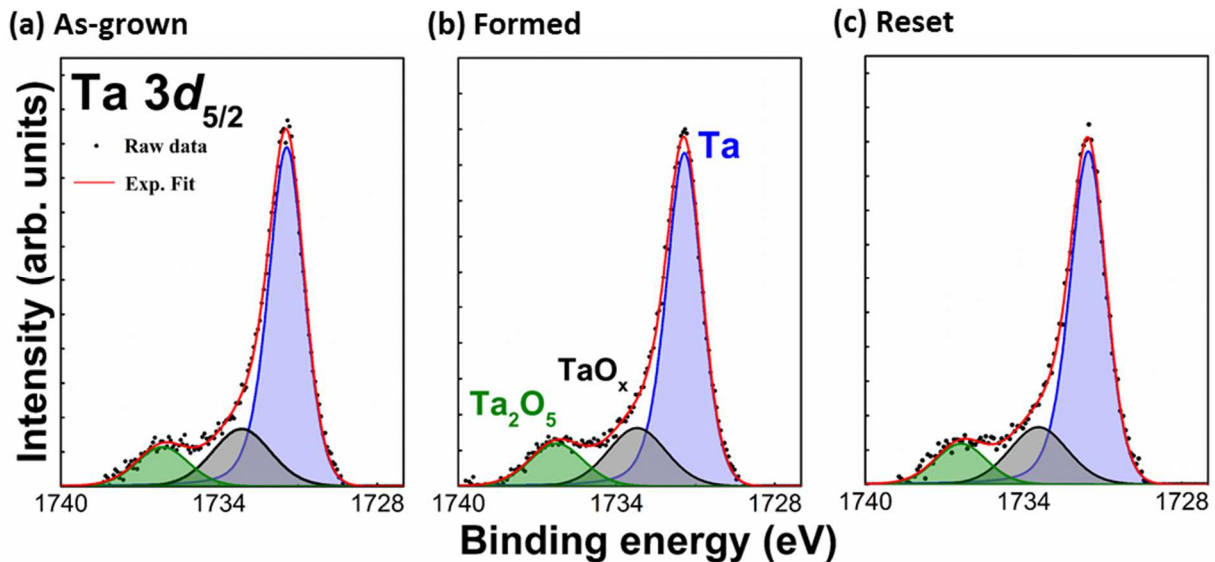 (a) As-grown
(b) Formed
(c) Reset
Ta 3d5/2
Raw data
Exp. Fit
Ta
TaOx
Ta2O5
Intensity (arb. units)
1740 1734 1728
1740 1734 1728
1740 1734 1728
Binding energy (eV)